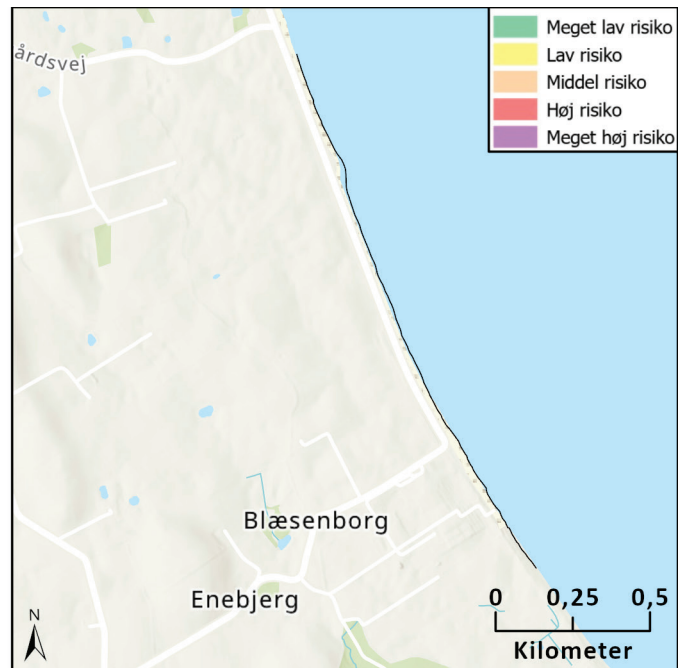 Meget lav risiko
Lav risiko
Middel risiko
Høj risiko
Meget høj risiko
årdsvej
Blæsenborg
Enebjerg
N
0 0,25 0,5
Kilometer